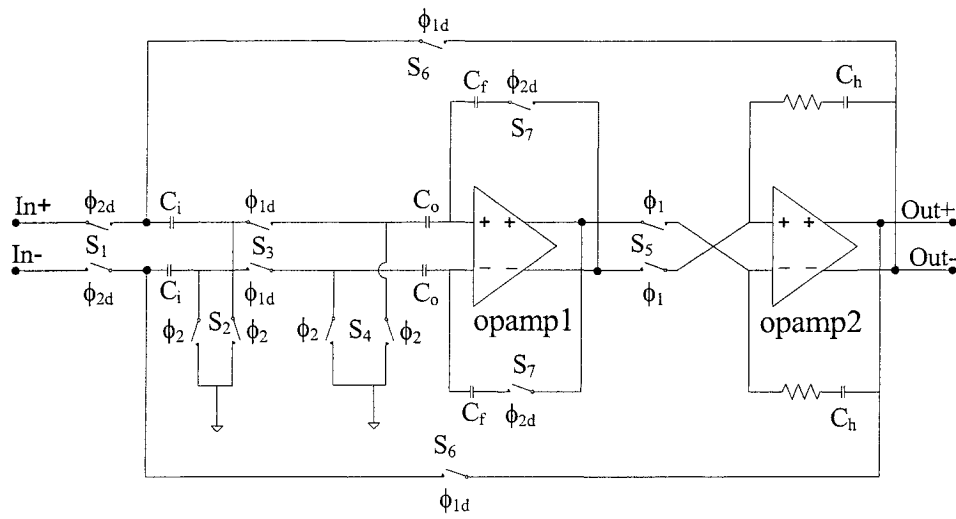 ϕ1d
S6
Cf ϕ2d
S7
Ch
In+ ϕ2d Ci ϕ1d Co + + ϕ1 + + Out+
In- S1 S3 S5 Out-
ϕ2d Ci ϕ1d Co − − ϕ1 − −
ϕ2 S2 ϕ2 ϕ2 S4 ϕ2 opamp1 opamp2
S7
Cf ϕ2d
Ch
S6
ϕ1d